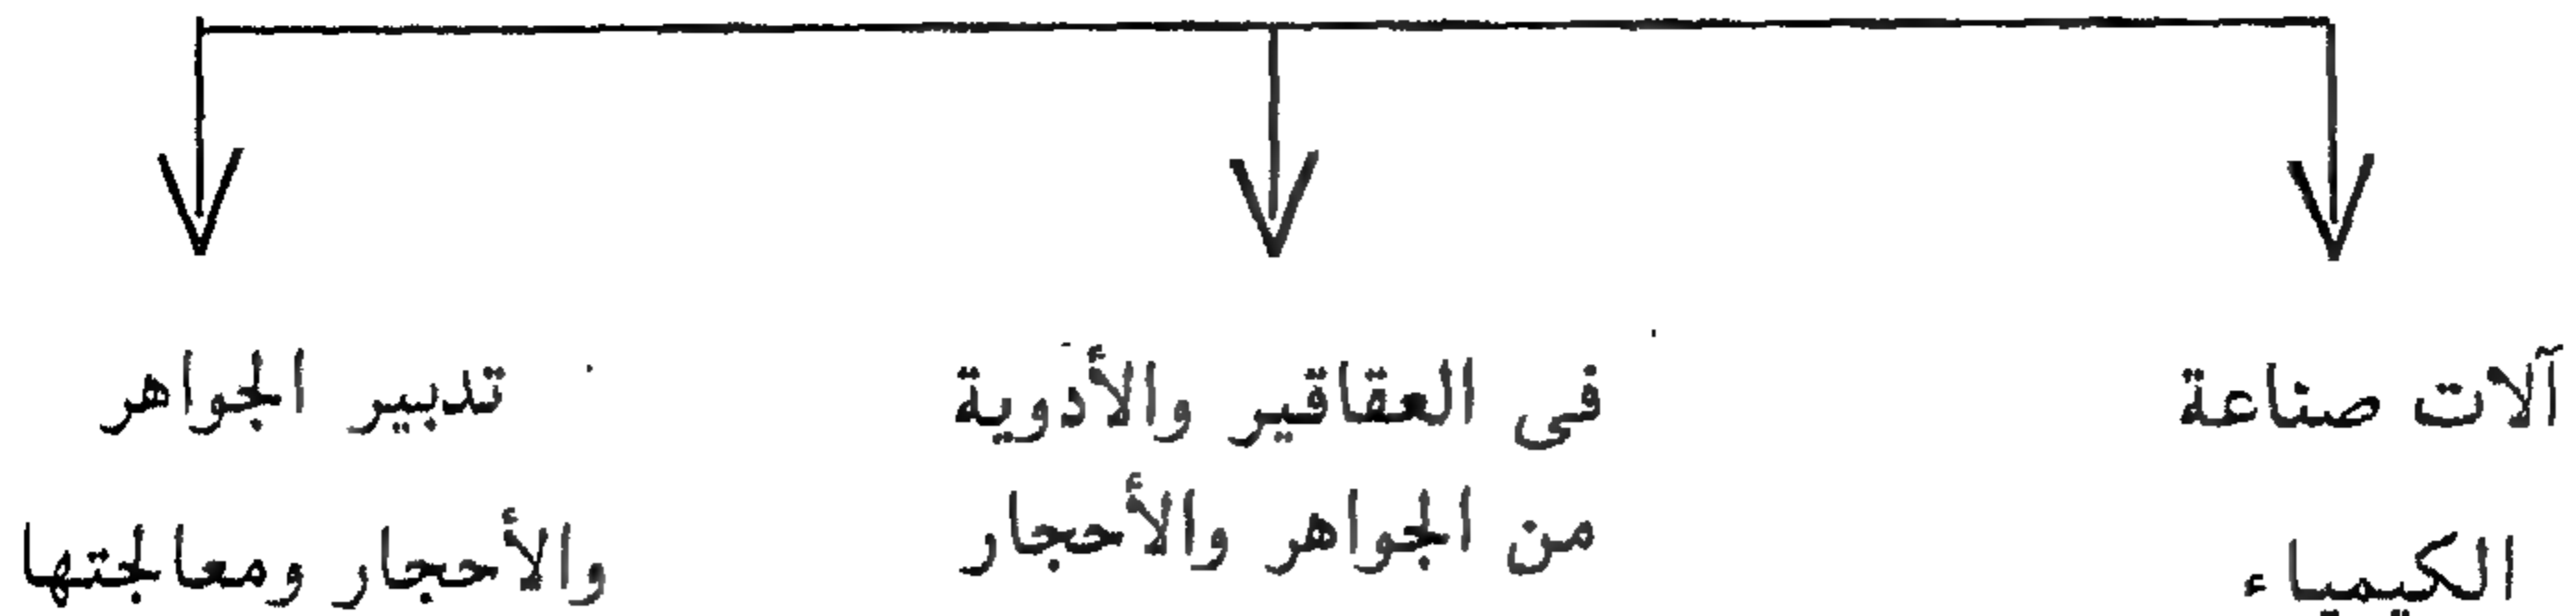 آلات صناعة
الكيمياء
فى العقاقير والأدوية
من الجواهر والأحجار
تدبير الجواهر
والأحجار ومعالجتها